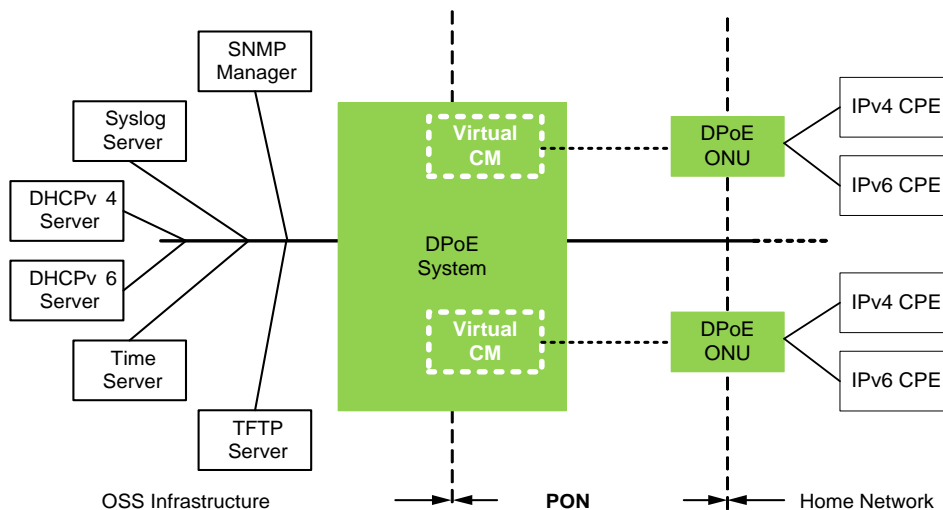 SNMP
Manager
Syslog
Server
DHCPv 4
Server
DHCPv 6
Server
Time
Server
TFTP
Server
Virtual
CM
DPoE
System
Virtual
CM
DPoE
ONU
IPv4 CPE
IPv6 CPE
DPoE
ONU
IPv4 CPE
IPv6 CPE
OSS Infrastructure
PON
Home Network